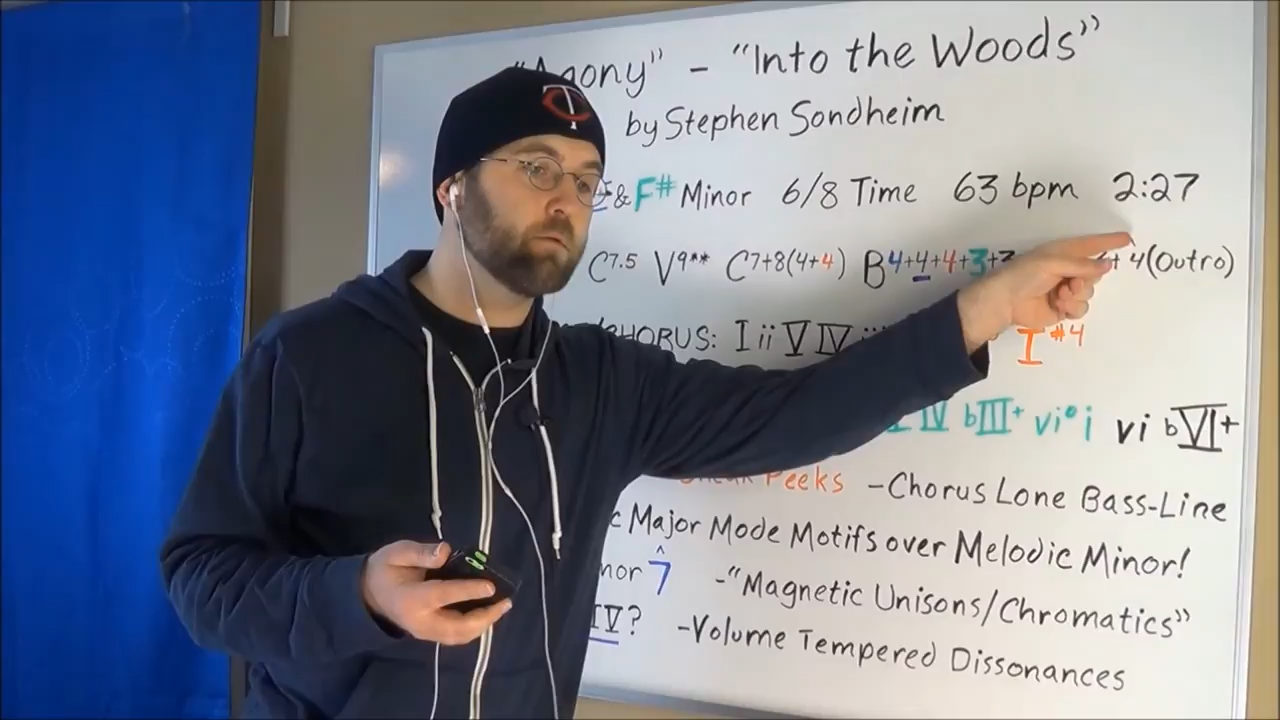 "Agony" - "Into the Woods"
by Stephen Sondheim
& F# Minor 6/8 Time 63 bpm 2:27
C7.5 V9** C7+8(4+4) B4+4+4+3+3 4(Outro)
CHORUS: I ii V IV I#4
IV bIII+ vi° i vi bVI+
Peeks -Chorus Lone Bass-Line
Major Mode Motifs over Melodic Minor!
7̂ -"Magnetic Unisons/Chromatics"
IV? -Volume Tempered Dissonances
TC